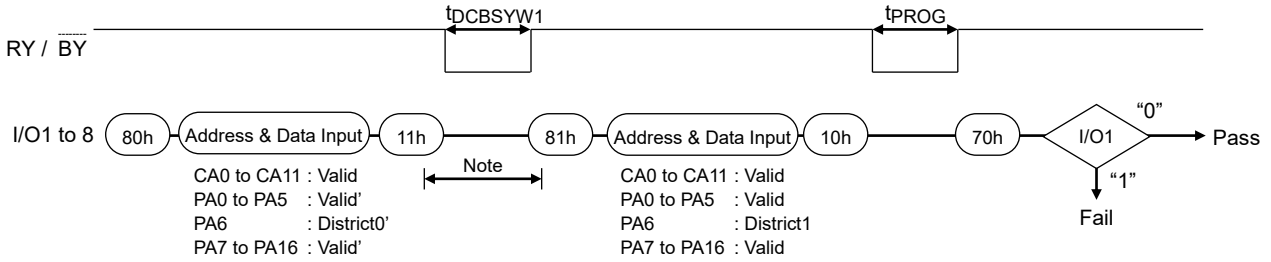 tDCBSYW1
tPROG
RY / BY
I/O1 to 8
80h
Address & Data Input
11h
81h
Address & Data Input
10h
70h
I/O1
“0”
Pass
“1”
Fail
Note
CA0 to CA11 : Valid
PA0 to PA5 : Valid’
PA6 : District0’
PA7 to PA16 : Valid’
CA0 to CA11 : Valid
PA0 to PA5 : Valid
PA6 : District1
PA7 to PA16 : Valid